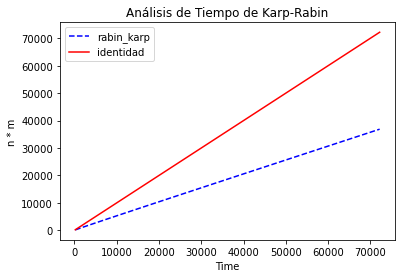 Análisis de Tiempo de Karp-Rabin
rabin_karp
identidad
70000
60000
50000
40000
30000
20000
10000
0
n * m
0 10000 20000 30000 40000 50000 60000 70000
Time